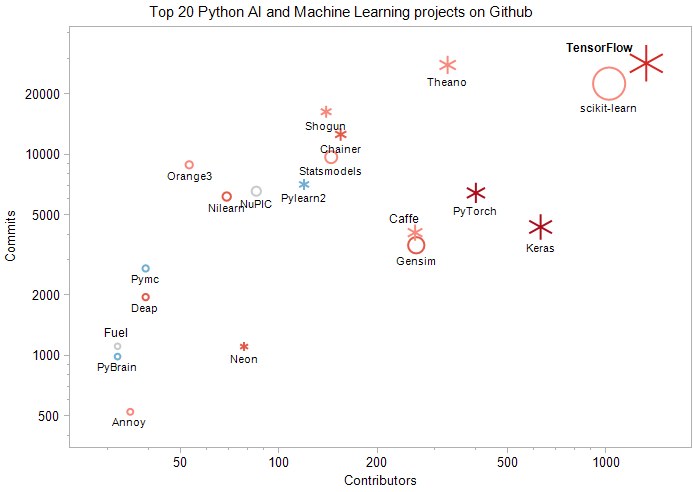 Top 20 Python AI and Machine Learning projects on Github
TensorFlow
Theano
20000
scikit-learn
Shogun
Chainer
10000
Statsmodels
Orange3
Pylearn2
NuPIC
Nilearn
PyTorch
5000
Caffe
Keras
Gensim
Commits
Pymc
2000
Deap
Fuel
1000
Neon
PyBrain
500
Annoy
50
100
200
500
1000
Contributors